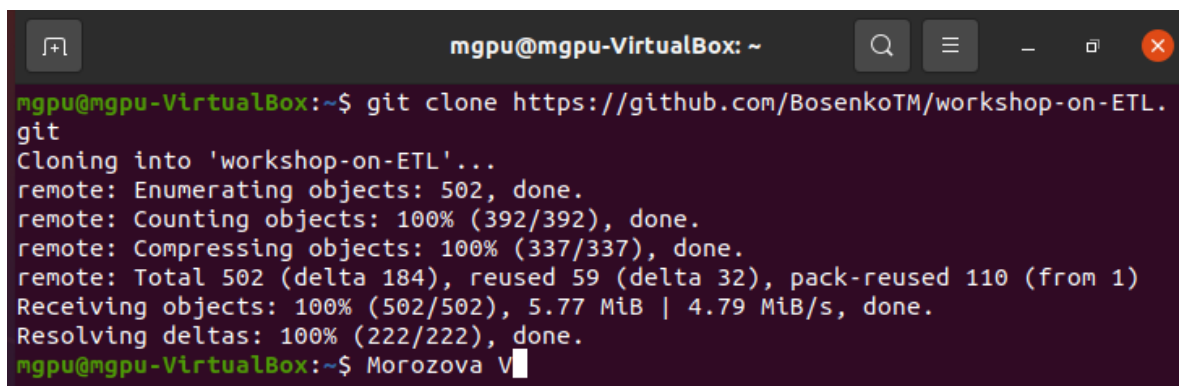 mgpu@mgpu-VirtualBox: ~
mgpu@mgpu-VirtualBox:~$ git clone https://github.com/BosenkoTM/workshop-on-ETL.
git
Cloning into 'workshop-on-ETL'...
remote: Enumerating objects: 502, done.
remote: Counting objects: 100% (392/392), done.
remote: Compressing objects: 100% (337/337), done.
remote: Total 502 (delta 184), reused 59 (delta 32), pack-reused 110 (from 1)
Receiving objects: 100% (502/502), 5.77 MiB | 4.79 MiB/s, done.
Resolving deltas: 100% (222/222), done.
mgpu@mgpu-VirtualBox:~$ Morozova V